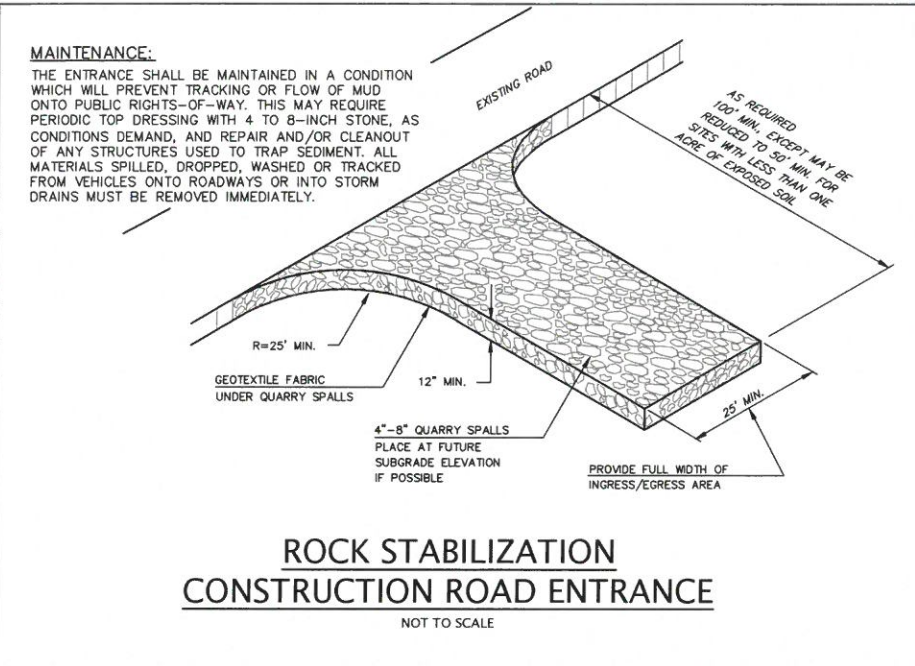 MAINTENANCE:
THE ENTRANCE SHALL BE MAINTAINED IN A CONDITION
WHICH WILL PREVENT TRACKING OR FLOW OF MUD
ONTO PUBLIC RIGHTS-OF-WAY. THIS MAY REQUIRE
PERIODIC TOP DRESSING WITH 4 TO 8-INCH STONE, AS
CONDITIONS DEMAND, AND REPAIR AND/OR CLEANOUT
OF ANY STRUCTURES USED TO TRAP SEDIMENT. ALL
MATERIALS SPILLED, DROPPED, WASHED OR TRACKED
FROM VEHICLES ONTO ROADWAYS OR INTO STORM
DRAINS MUST BE REMOVED IMMEDIATELY.
EXISTING ROAD
AS REQUIRED
100' MIN., EXCEPT MAY BE
REDUCED TO 50' MIN. FOR
SITES WITH LESS THAN ONE
ACRE OF EXPOSED SOIL
R=25' MIN.
GEOTEXTILE FABRIC
UNDER QUARRY SPALLS
12" MIN.
4"-8" QUARRY SPALLS
PLACE AT FUTURE
SUBGRADE ELEVATION
IF POSSIBLE
25' MIN.
PROVIDE FULL WIDTH OF
INGRESS/EGRESS AREA
ROCK STABILIZATION
CONSTRUCTION ROAD ENTRANCE
NOT TO SCALE